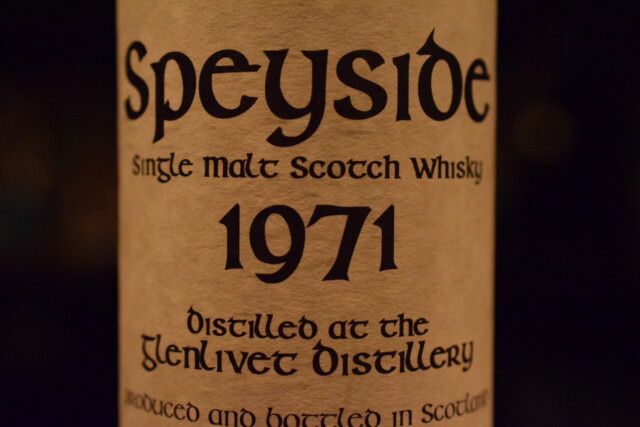 Speyside
Single Malt Scotch Whisky
1971
Distilled at the
Glenlivet Distillery
Produced and bottled in Scotland